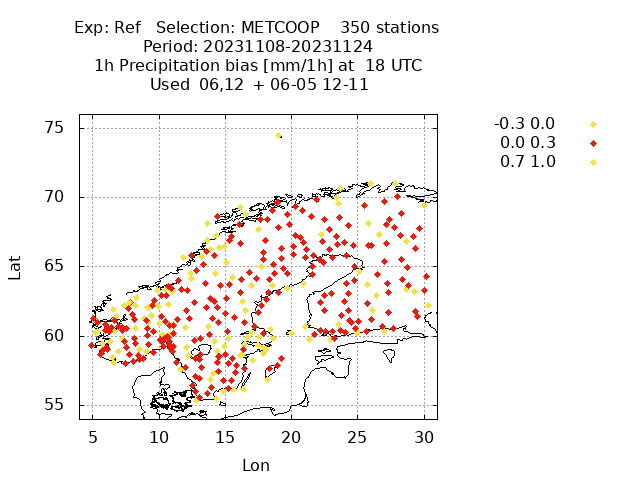 Exp: Ref   Selection: METCOOP    350 stations
Period: 20231108-20231124
1h Precipitation bias [mm/1h] at  18 UTC
Used  06,12  + 06-05 12-11
-0.3 0.0
0.0 0.3
0.7 1.0
75
70
65
60
55
Lat
5 10 15 20 25 30
Lon